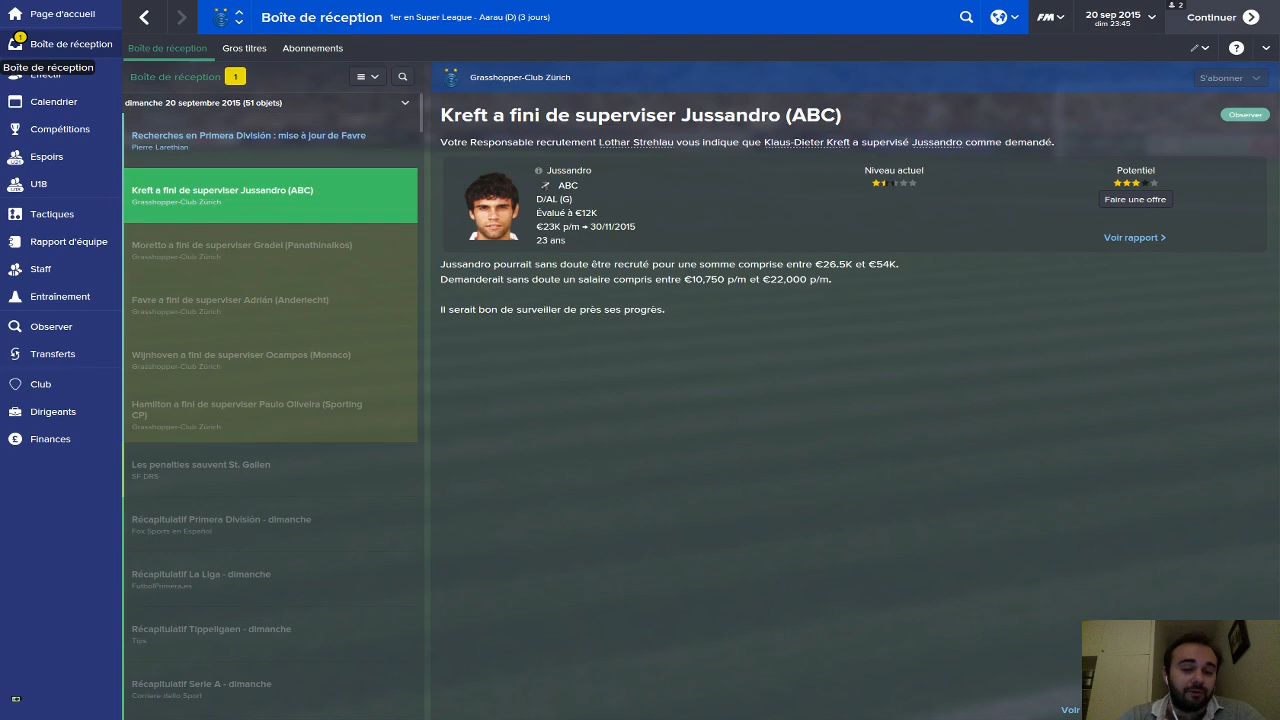 Page d'accueil
Boîte de réception
1er en Super League - Aarau (D) (3 jours)
FM
20 sep 2015
dim 23:45
2
Continuer
1
Boîte de réception
Boîte de réception
Gros titres
Abonnements
?
Effectif
Boîte de réception
1
Grasshopper-Club Zürich
S'abonner
Calendrier
Compétitions
Espoirs
U18
Tactiques
Rapport d'équipe
Staff
Entraînement
Observer
Transferts
Club
Dirigeants
Finances
dimanche 20 septembre 2015 (51 objets)
Recherches en Primera División : mise à jour de Favre
Pierre Larethian
Kreft a fini de superviser Jussandro (ABC)
Grasshopper-Club Zürich
Moretto a fini de superviser Gradel (Panathinaikos)
Grasshopper-Club Zürich
Favre a fini de superviser Adrián (Anderlecht)
Grasshopper-Club Zürich
Wijnhoven a fini de superviser Ocampos (Monaco)
Grasshopper-Club Zürich
Hamilton a fini de superviser Paulo Oliveira (Sporting
CP)
Grasshopper-Club Zürich
Les penalties sauvent St. Gallen
SF DRS
Récapitulatif Primera División - dimanche
Fox Sports en Español
Récapitulatif La Liga - dimanche
FutbolPrimera.es
Récapitulatif Tippeligaen - dimanche
Tips
Récapitulatif Serie A - dimanche
Corriere dello Sport
Kreft a fini de superviser Jussandro (ABC)
Observer
Votre Responsable recrutement Lothar Strehlau vous indique que Klaus-Dieter Kreft a supervisé Jussandro comme demandé.
Jussandro
ABC
D/AL (G)
Évalué à €12K
€23K p/m → 30/11/2015
23 ans
Niveau actuel
Potentiel
Faire une offre
Voir rapport >
Jussandro pourrait sans doute être recruté pour une somme comprise entre €26.5K et €54K.
Demanderait sans doute un salaire compris entre €10,750 p/m et €22,000 p/m.
Il serait bon de surveiller de près ses progrès.
Voir